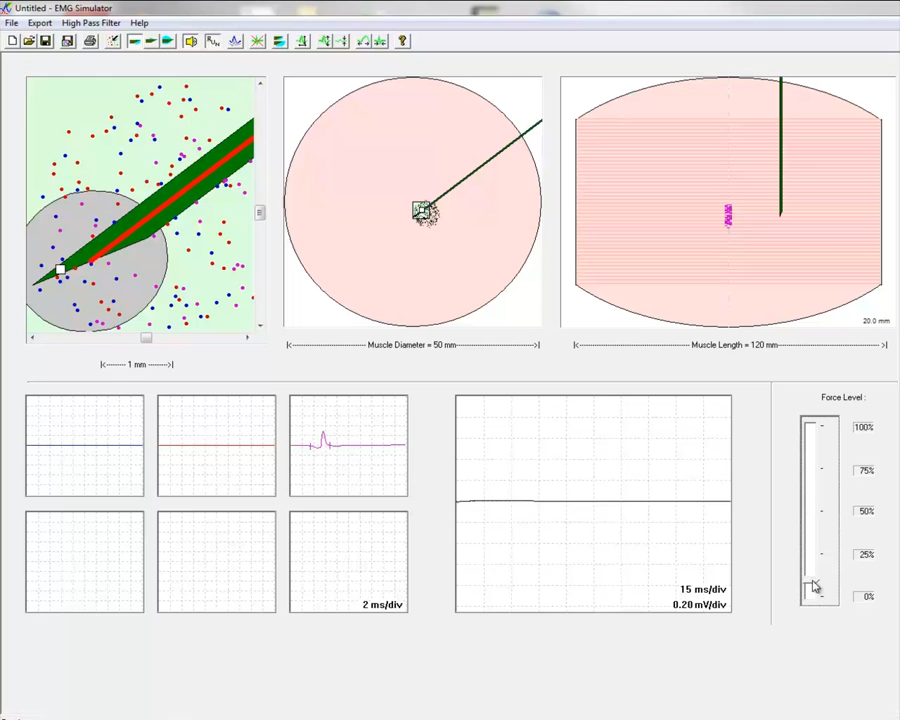 Untitled - EMG Simulator
File Export High Pass Filter Help
20.0 mm
|<-------- 1 mm ------->|
Muscle Diameter = 50 mm
Muscle Length = 120 mm
Force Level :
100%
75%
50%
25%
0%
2 ms/div
15 ms/div
0.20 mV/div